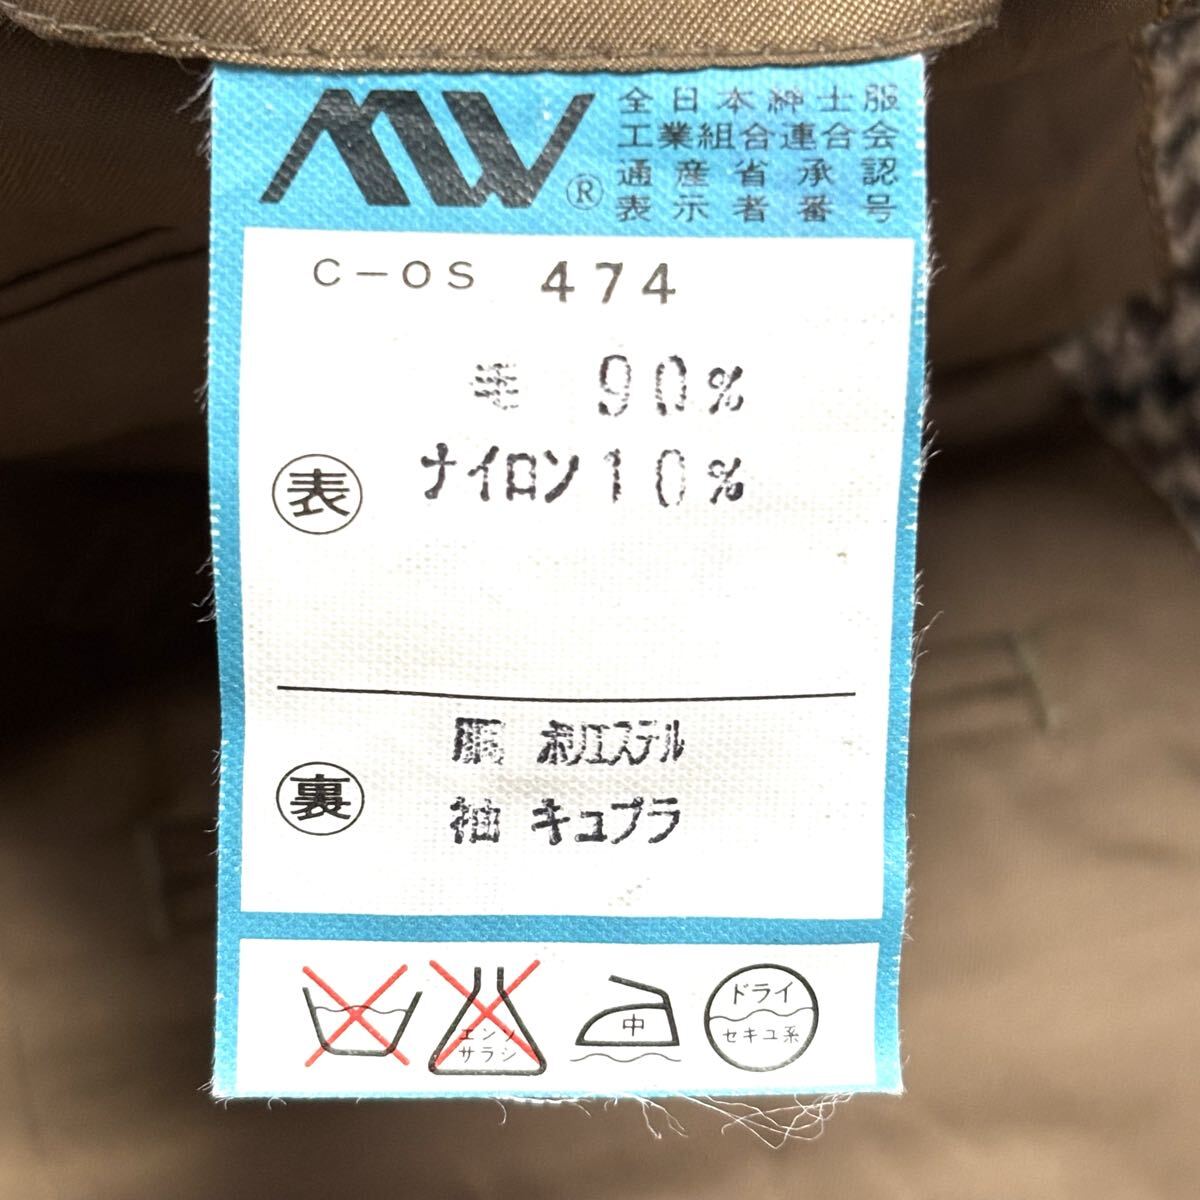 MW®
全日本紳士服
工業組合連合会
通産省承認
表示者番号
C-OS 474
毛 90%
表 ナイロン10%
胴 ポリエステル
裏 袖 キュプラ
エンソ
サラシ
中
ドライ
セキユ系